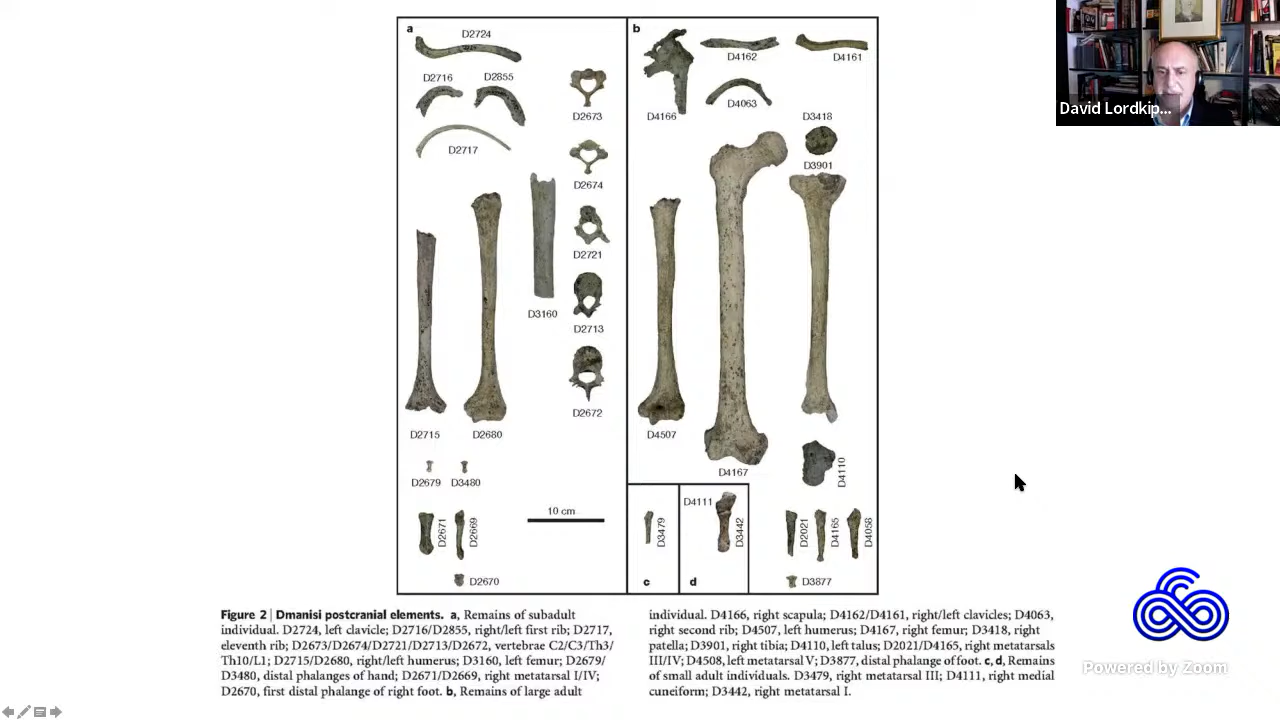 a
D2724
D2716
D2855
D2673
D2717
D2674
D2721
D3160
D2713
D2672
D2715
D2680
D2679
D3480
10 cm
D2671
D2669
D2670
b
D4162
D4161
D4063
D4166
D3418
D3901
D4507
D4167
D4110
D4111
D3479
D3442
D2021
D4165
D4058
c
d
D3877
Figure 2 | Dmanisi postcranial elements. a, Remains of subadult
individual. D2724, left clavicle; D2716/D2855, right/left first rib; D2717,
eleventh rib; D2673/D2674/D2721/D2713/D2672, vertebrae C2/C3/Th3/
Th10/L1; D2715/D2680, right/left humerus; D3160, left femur; D2679/
D3480, distal phalanges of hand; D2671/D2669, right metatarsal I/IV;
D2670, first distal phalange of right foot. b, Remains of large adult
individual. D4166, right scapula; D4162/D4161, right/left clavicles; D4063,
right second rib; D4507, left humerus; D4167, right femur; D3418, right
patella; D3901, right tibia; D4110, left talus; D2021/D4165, right metatarsals
III/IV; D4508, left metatarsal V; D3877, distal phalange of foot. c, d, Remains
of small adult individuals. D3479, right metatarsal III; D4111, right medial
cuneiform; D3442, right metatarsal I.
David Lordkip...
Powered by Zoom